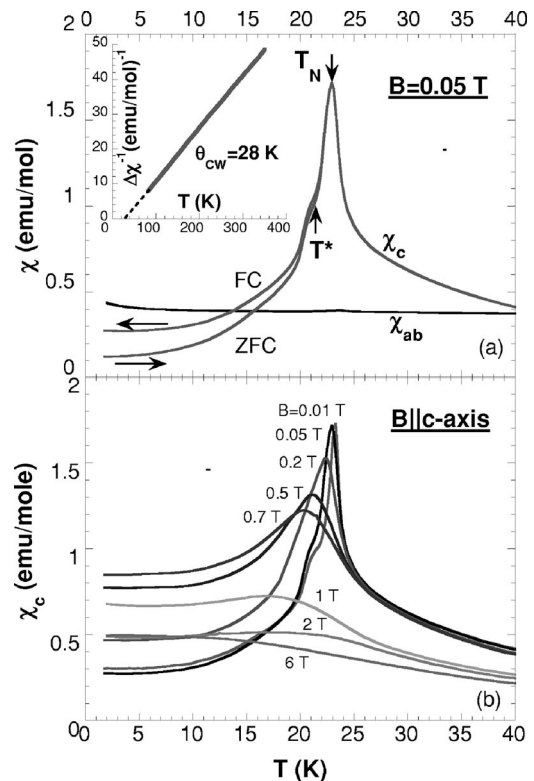 0 5 10 15 20 25 30 35 40
2
1.5
1
0.5
0
χ (emu/mol)
50
40
30
20
10
0
Δχ⁻¹ (emu/mol)⁻¹
θCW=28 K
T (K)
0 100 200 300 400
TN
B=0.05 T
T*
χc
FC
χab
ZFC
(a)
2
1.5
1
0.5
0
χc (emu/mole)
B||c-axis
B=0.01 T
0.05 T
0.2 T
0.5 T
0.7 T
1 T
2 T
6 T
(b)
0 5 10 15 20 25 30 35 40
T (K)